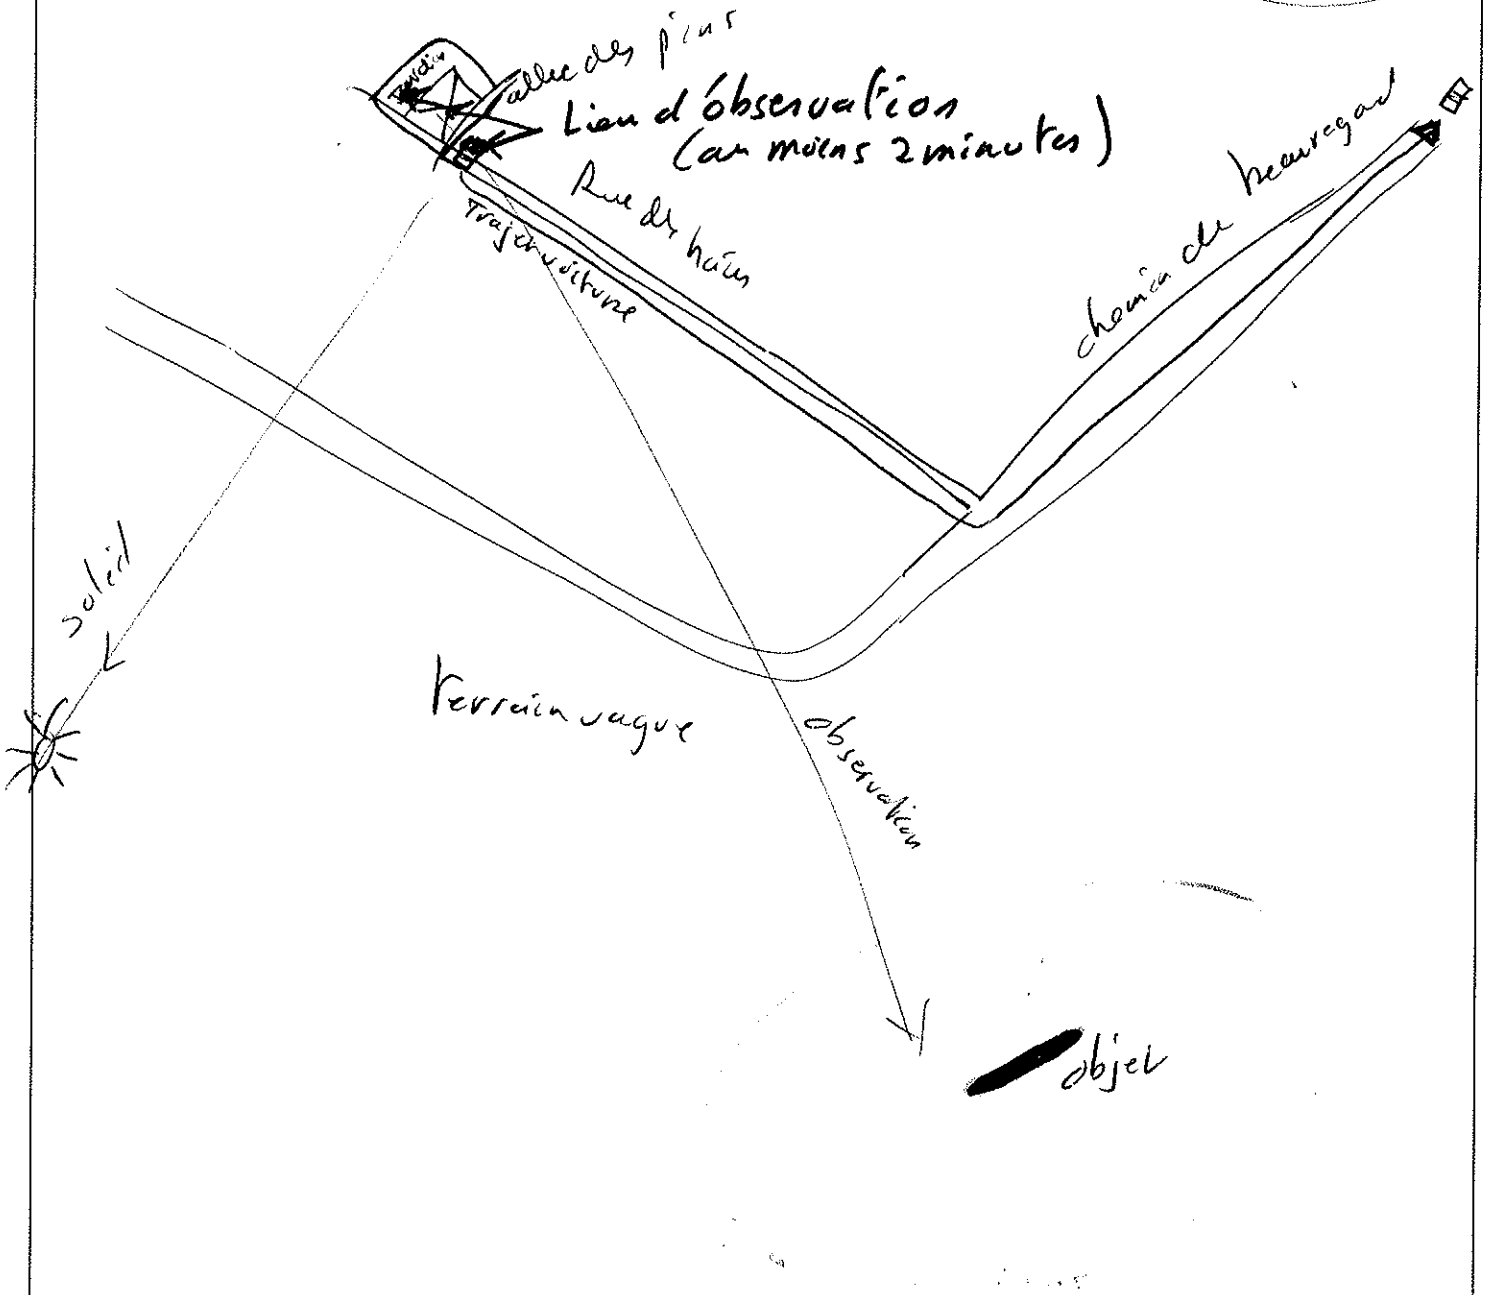 allée des pins
Jardin
Lieu d'observation
(au moins 2 minutes)
chemin de beauregard
Rue des
Trajet voiture
soleil
terrain vague
observation
objet